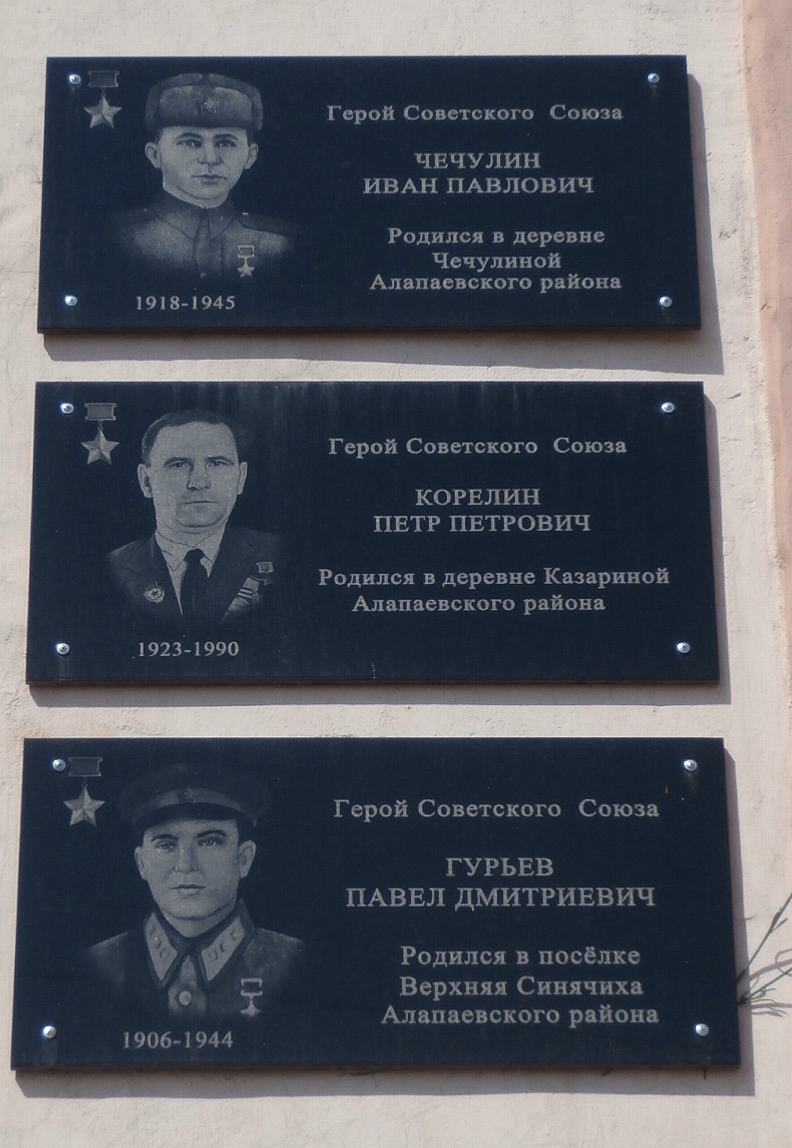 Герой Советского Союза
ЧЕЧУЛИН
ИВАН ПАВЛОВИЧ
Родился в деревне
Чечулиной
Алапаевского района
1918-1945
Герой Советского Союза
КОРЕЛИН
ПЕТР ПЕТРОВИЧ
Родился в деревне Казариной
Алапаевского района
1923-1990
Герой Советского Союза
ГУРЬЕВ
ПАВЕЛ ДМИТРИЕВИЧ
Родился в посёлке
Верхняя Синячиха
Алапаевского района
1906-1944